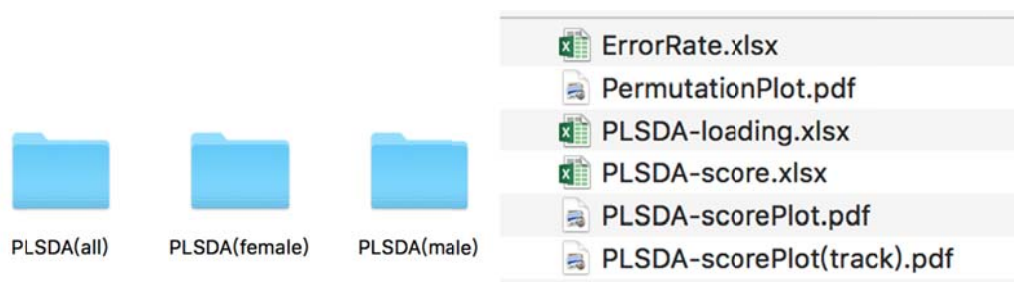 PLSDA(all)
PLSDA(female)
PLSDA(male)
ErrorRate.xlsx
PermutationPlot.pdf
PLSDA-loading.xlsx
PLSDA-score.xlsx
PLSDA-scorePlot.pdf
PLSDA-scorePlot(track).pdf